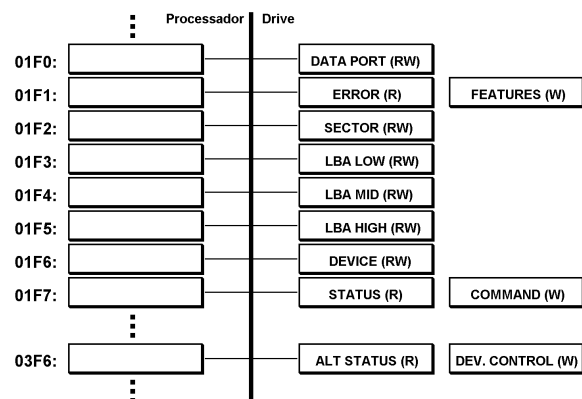 Processador Drive
01F0: DATA PORT (RW)
01F1: ERROR (R) FEATURES (W)
01F2: SECTOR (RW)
01F3: LBA LOW (RW)
01F4: LBA MID (RW)
01F5: LBA HIGH (RW)
01F6: DEVICE (RW)
01F7: STATUS (R) COMMAND (W)
03F6: ALT STATUS (R) DEV. CONTROL (W)